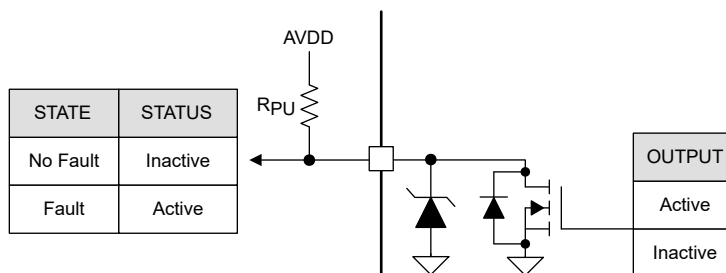 AVDD
RPU
STATE STATUS
No Fault Inactive
Fault Active
OUTPUT
Active
Inactive